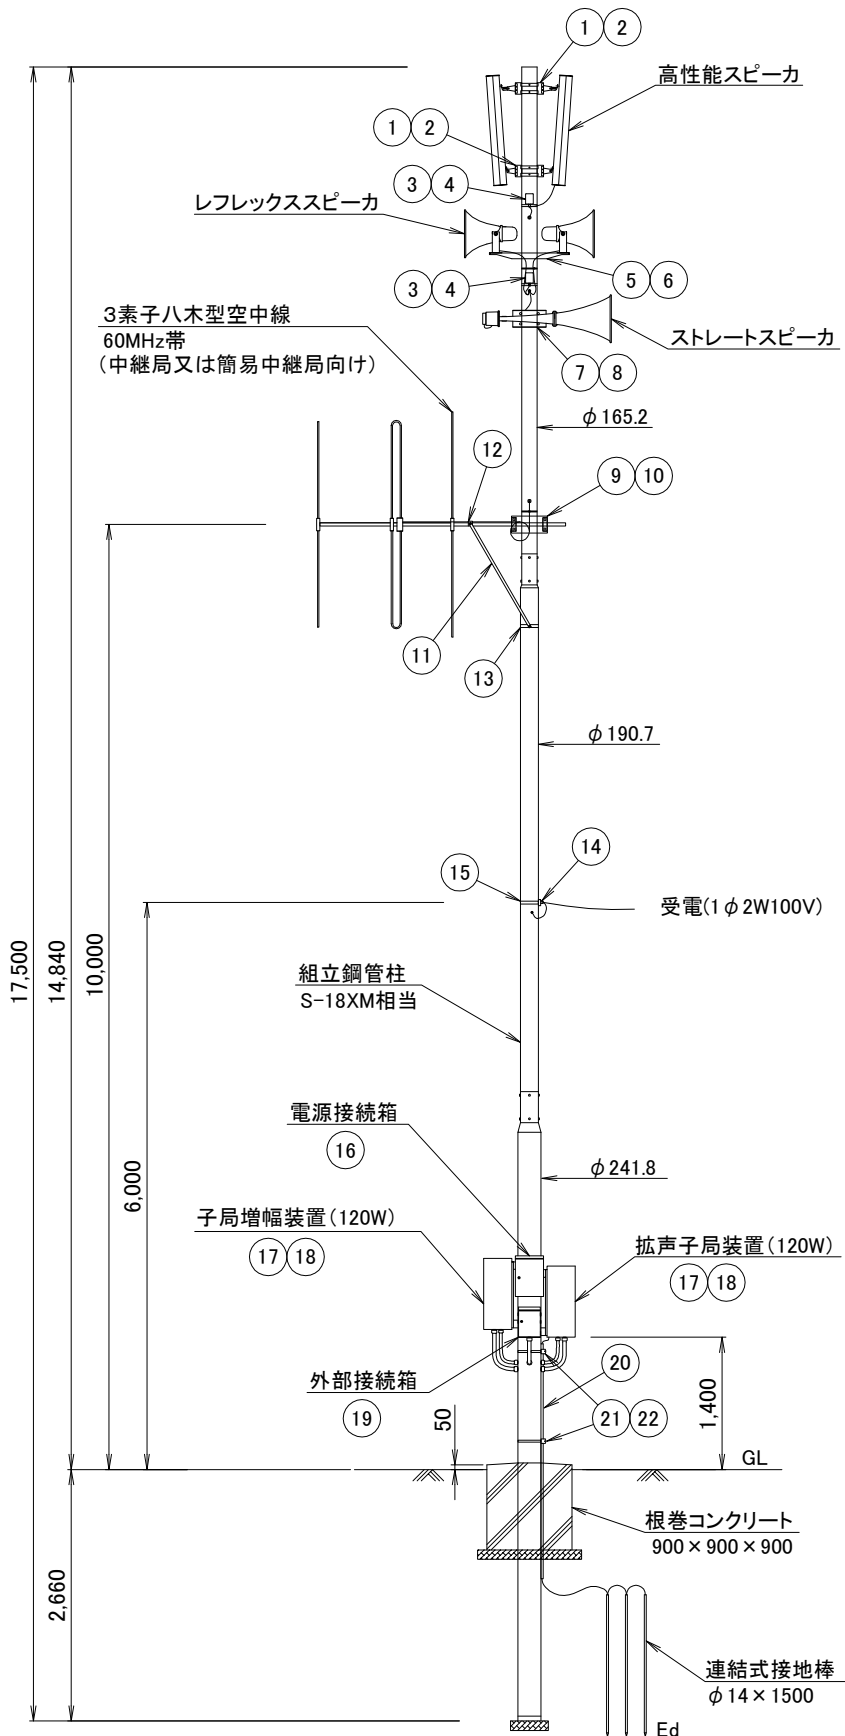 1 2
高性能スピーカ
1 2
3 4
レフレックススピーカ
5 6
3 4
3素子八木型空中線
60MHz帯
(中継局又は簡易中継局向け)
ストレートスピーカ
7 8
φ165.2
12
9 10
11
13
φ190.7
14
15
受電(1φ2W100V)
17,500
14,840
10,000
組立鋼管柱
S-18XM相当
電源接続箱
16
6,000
φ241.8
子局増幅装置(120W)
17 18
拡声子局装置(120W)
17 18
20
外部接続箱
19
50
21 22
1,400
GL
根巻コンクリート
900×900×900
2,660
連結式接地棒
φ14×1500
Ed